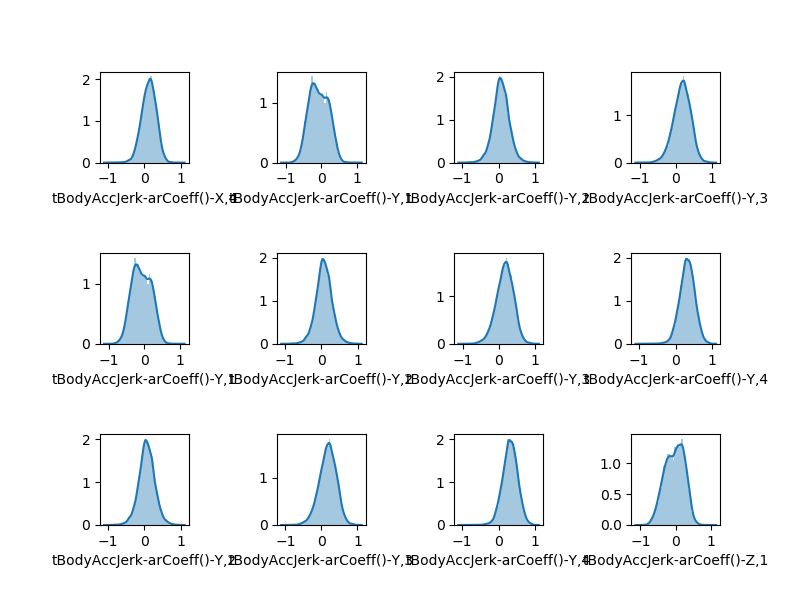 2
1
0
−1 0 1
tBodyAccJerk-arCoeff()-X,4
1
0
−1 0 1
tBodyAccJerk-arCoeff()-Y,1
2
1
0
−1 0 1
tBodyAccJerk-arCoeff()-Y,2
1
0
−1 0 1
tBodyAccJerk-arCoeff()-Y,3
1
0
−1 0 1
tBodyAccJerk-arCoeff()-Y,1
2
1
0
−1 0 1
tBodyAccJerk-arCoeff()-Y,2
1
0
−1 0 1
tBodyAccJerk-arCoeff()-Y,3
2
1
0
−1 0 1
tBodyAccJerk-arCoeff()-Y,4
2
1
0
−1 0 1
tBodyAccJerk-arCoeff()-Y,2
1
0
−1 0 1
tBodyAccJerk-arCoeff()-Y,3
2
1
0
−1 0 1
tBodyAccJerk-arCoeff()-Y,4
1.0
0.5
0.0
−1 0 1
tBodyAccJerk-arCoeff()-Z,1